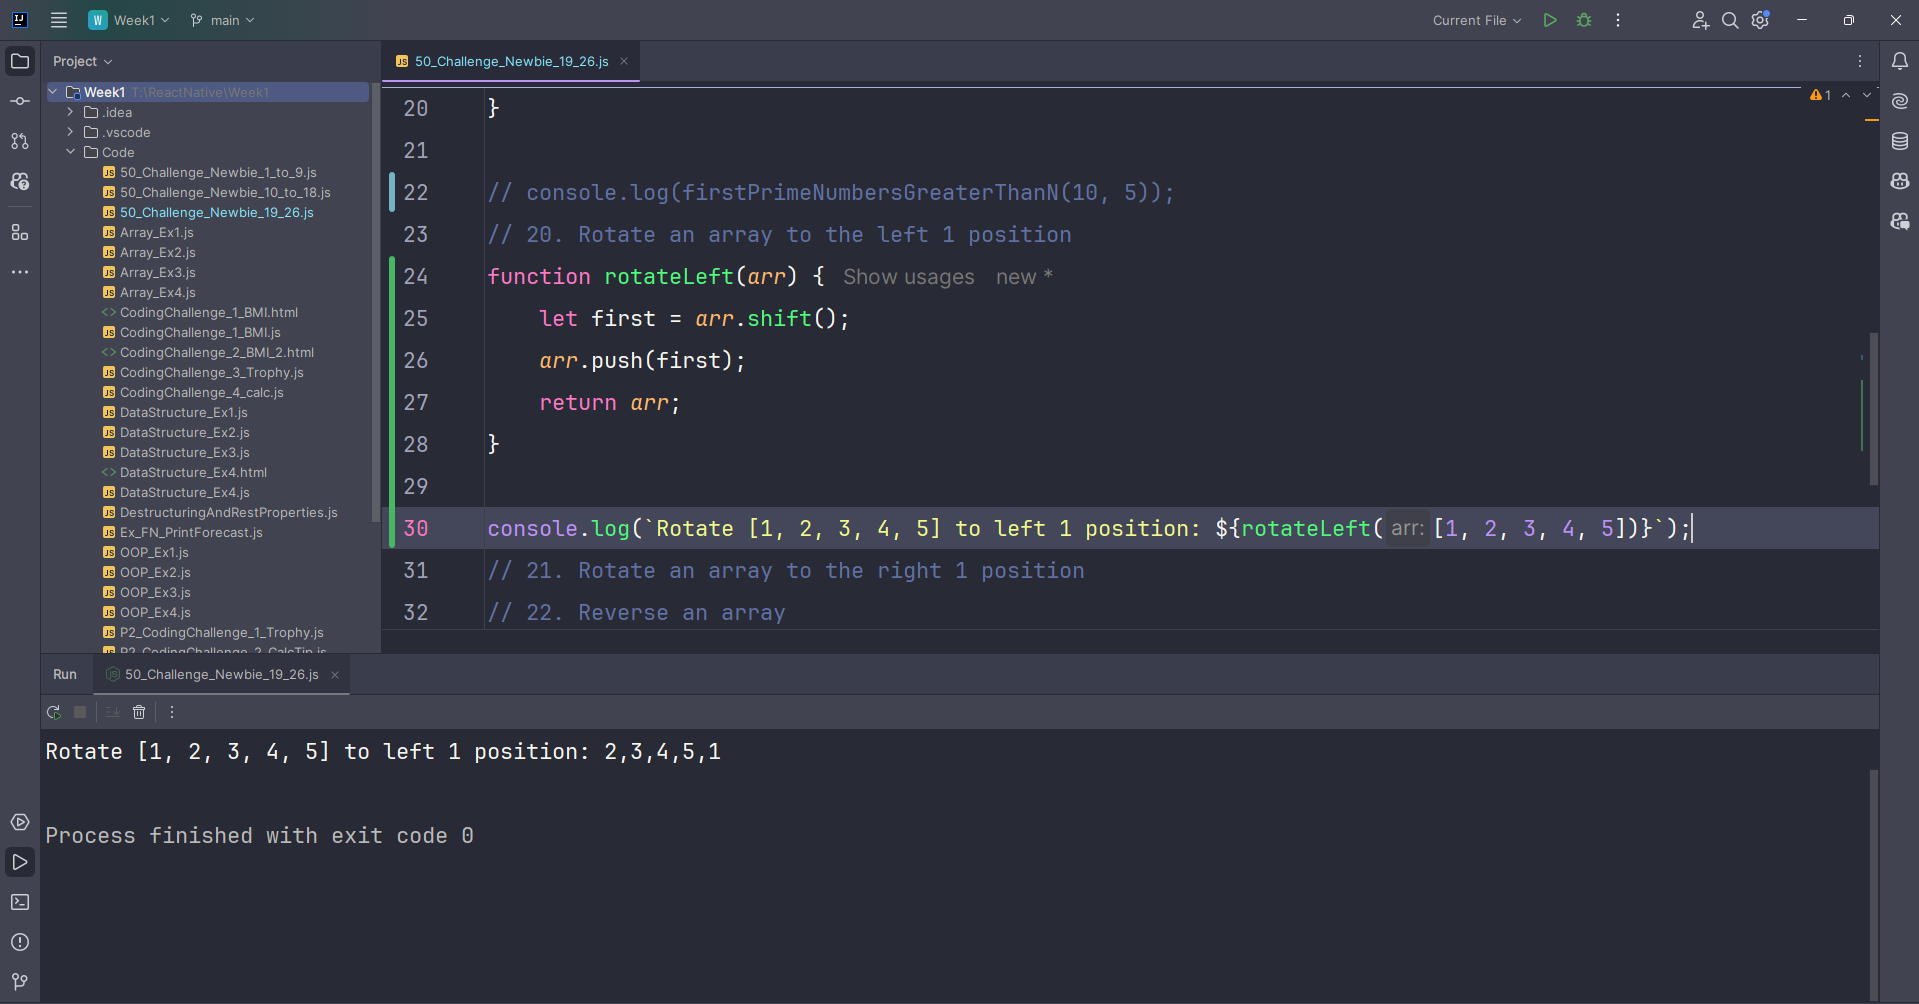 IJ W Week1 main Current File
Project
50_Challenge_Newbie_19_26.js
Week1 T:\ReactNative\Week1
.idea
.vscode
Code
50_Challenge_Newbie_1_to_9.js
50_Challenge_Newbie_10_to_18.js
50_Challenge_Newbie_19_26.js
Array_Ex1.js
Array_Ex2.js
Array_Ex3.js
Array_Ex4.js
CodingChallenge_1_BMI.html
CodingChallenge_1_BMI.js
CodingChallenge_2_BMI_2.html
CodingChallenge_3_Trophy.js
CodingChallenge_4_calc.js
DataStructure_Ex1.js
DataStructure_Ex2.js
DataStructure_Ex3.js
DataStructure_Ex4.html
DataStructure_Ex4.js
DestructuringAndRestProperties.js
Ex_FN_PrintForecast.js
OOP_Ex1.js
OOP_Ex2.js
OOP_Ex3.js
OOP_Ex4.js
P2_CodingChallenge_1_Trophy.js
P2_CodingChallenge_2_CalcTip.js
1
20 }
21
22 // console.log(firstPrimeNumbersGreaterThanN(10, 5));
23 // 20. Rotate an array to the left 1 position
24 function rotateLeft(arr) { Show usages new *
25 let first = arr.shift();
26 arr.push(first);
27 return arr;
28 }
29
30 console.log(`Rotate [1, 2, 3, 4, 5] to left 1 position: ${rotateLeft( arr: [1, 2, 3, 4, 5])}`);
31 // 21. Rotate an array to the right 1 position
32 // 22. Reverse an array
Run 50_Challenge_Newbie_19_26.js
Rotate [1, 2, 3, 4, 5] to left 1 position: 2,3,4,5,1
Process finished with exit code 0